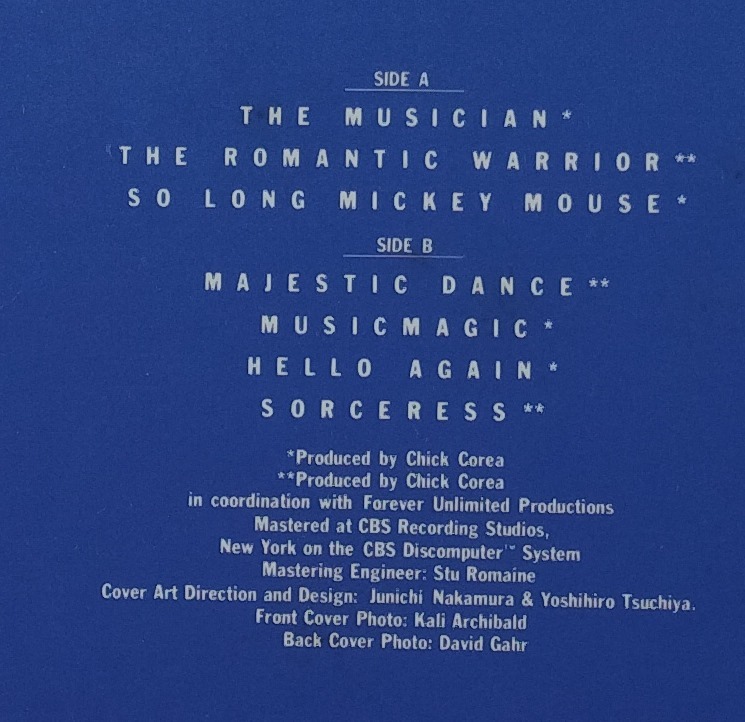 SIDE A
THE MUSICIAN*
THE ROMANTIC WARRIOR**
SO LONG MICKEY MOUSE*
SIDE B
MAJESTIC DANCE**
MUSICMAGIC*
HELLO AGAIN*
SORCERESS**
*Produced by Chick Corea
**Produced by Chick Corea
in coordination with Forever Unlimited Productions
Mastered at CBS Recording Studios,
New York on the CBS Discomputer™ System
Mastering Engineer: Stu Romaine
Cover Art Direction and Design: Junichi Nakamura & Yoshihiro Tsuchiya.
Front Cover Photo: Kali Archibald
Back Cover Photo: David Gahr